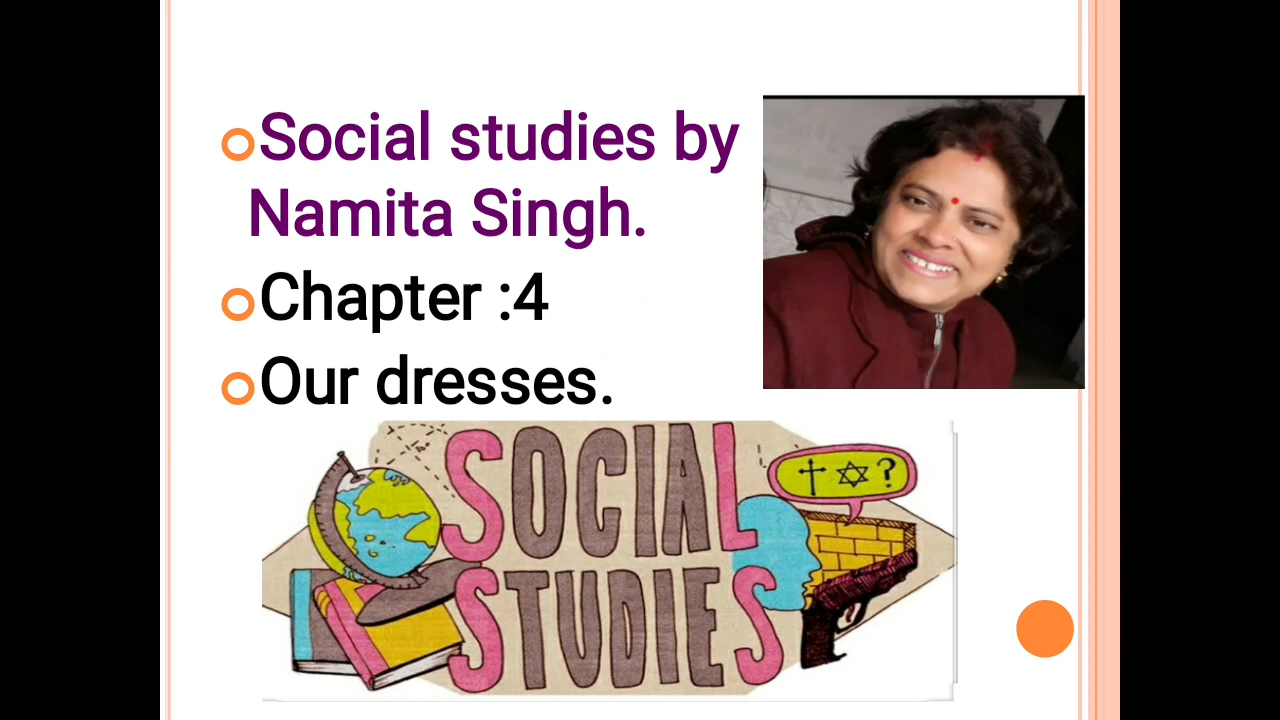 Social studies by
Namita Singh.
Chapter :4
Our dresses.
SOCIAL
?
STUDIES